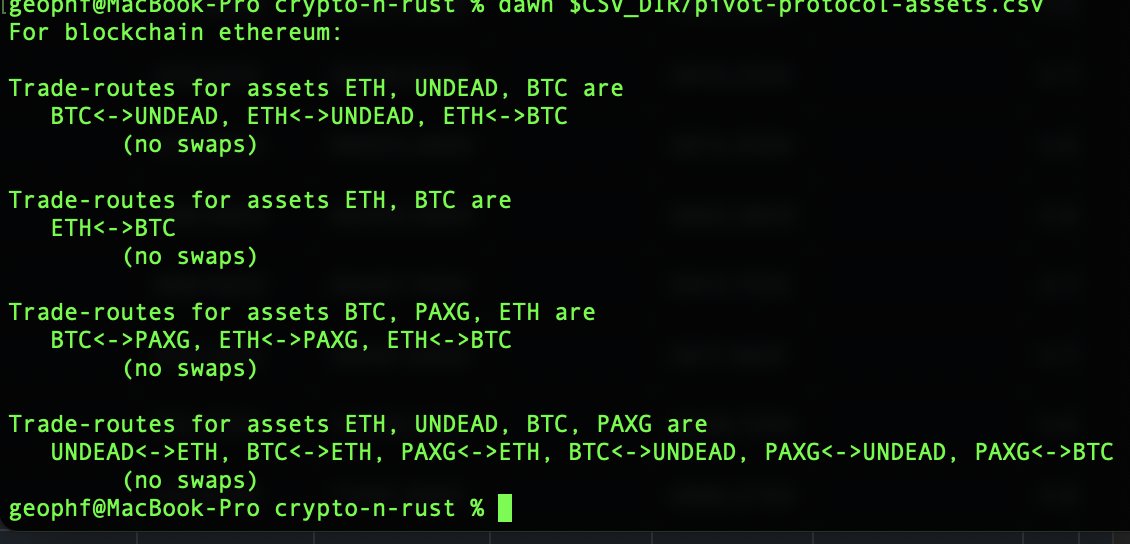 geophf@MacBook-Pro crypto-n-rust % dawn $CSV_DIR/pivot-protocol-assets.csv
For blockchain ethereum:
Trade-routes for assets ETH, UNDEAD, BTC are
BTC<->UNDEAD, ETH<->UNDEAD, ETH<->BTC
(no swaps)
Trade-routes for assets ETH, BTC are
ETH<->BTC
(no swaps)
Trade-routes for assets BTC, PAXG, ETH are
BTC<->PAXG, ETH<->PAXG, ETH<->BTC
(no swaps)
Trade-routes for assets ETH, UNDEAD, BTC, PAXG are
UNDEAD<->ETH, BTC<->ETH, PAXG<->ETH, BTC<->UNDEAD, PAXG<->UNDEAD, PAXG<->BTC
(no swaps)
geophf@MacBook-Pro crypto-n-rust %